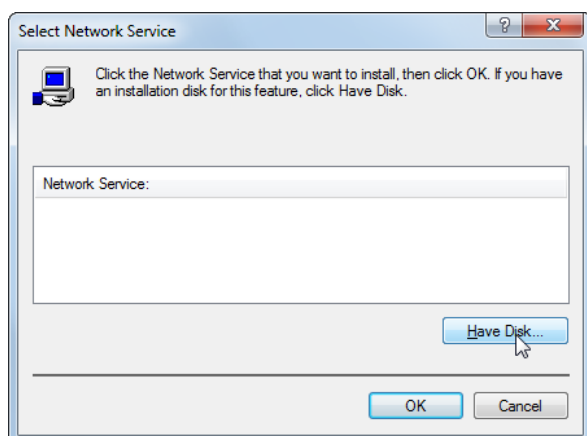 Select Network Service
Click the Network Service that you want to install, then click OK. If you have
an installation disk for this feature, click Have Disk.
Network Service:
Have Disk...
OK
Cancel